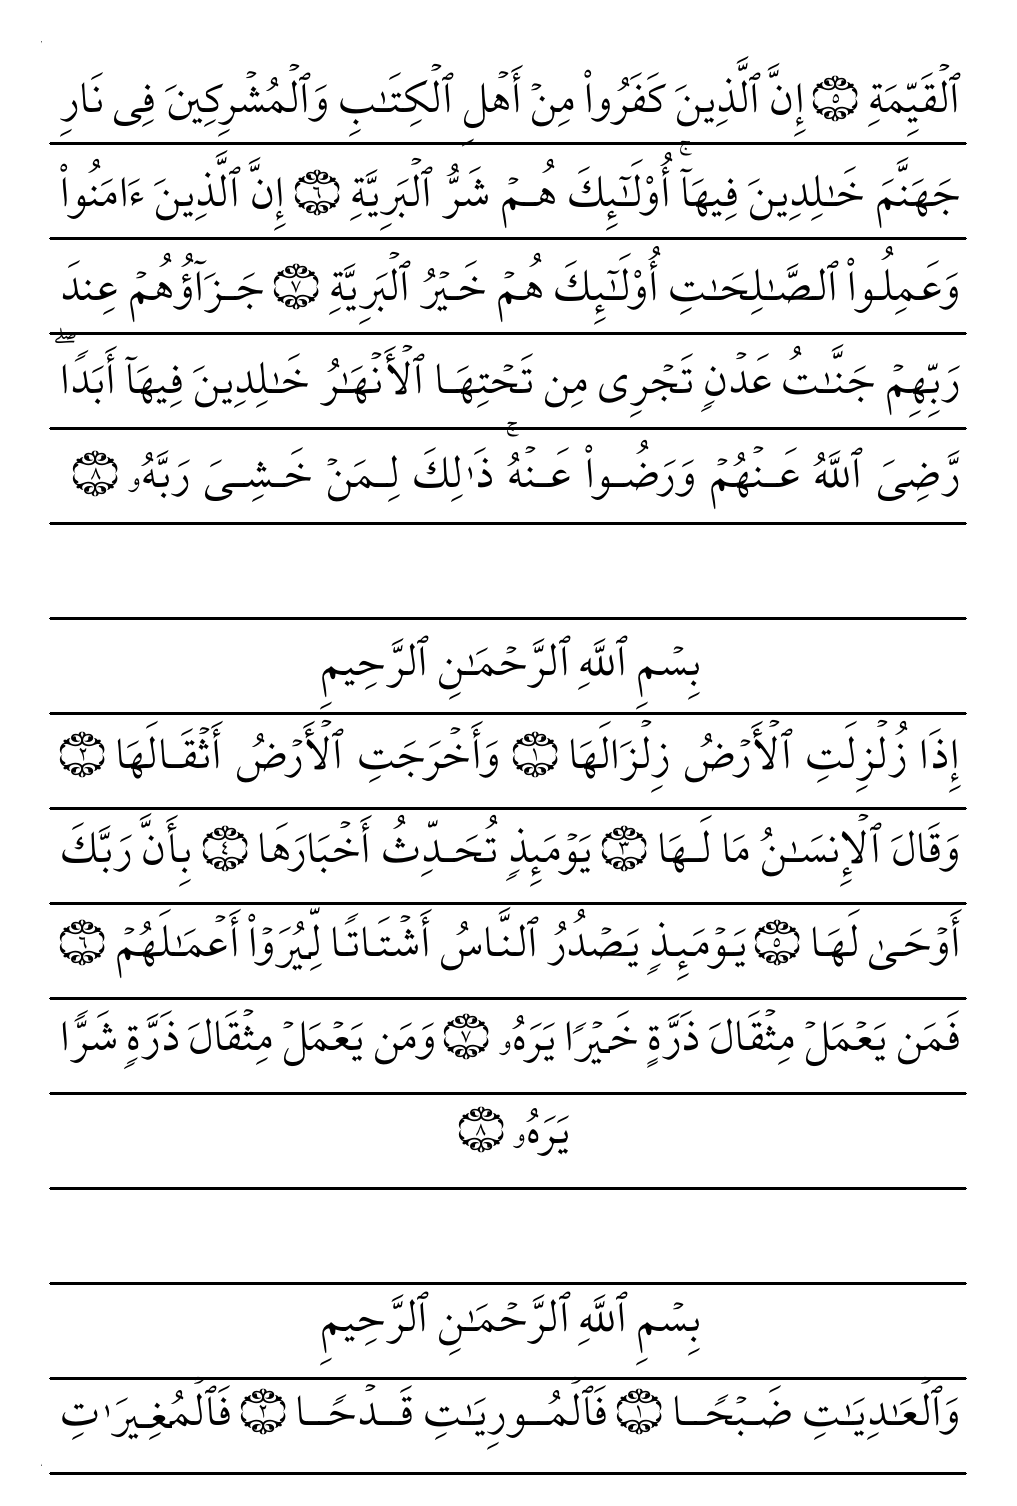 ٱلۡقَيِّمَةِ ۝٥ إِنَّ ٱلَّذِينَ كَفَرُواْ مِنۡ أَهۡلِ ٱلۡكِتَٰبِ وَٱلۡمُشۡرِكِينَ فِي نَارِ
جَهَنَّمَ خَٰلِدِينَ فِيهَآۚ أُوْلَٰٓئِكَ هُمۡ شَرُّ ٱلۡبَرِيَّةِ ۝٦ إِنَّ ٱلَّذِينَ ءَامَنُواْ
وَعَمِلُواْ ٱلصَّٰلِحَٰتِ أُوْلَٰٓئِكَ هُمۡ خَيۡرُ ٱلۡبَرِيَّةِ ۝٧ جَزَآؤُهُمۡ عِندَ
رَبِّهِمۡ جَنَّٰتُ عَدۡنٖ تَجۡرِي مِن تَحۡتِهَا ٱلۡأَنۡهَٰرُ خَٰلِدِينَ فِيهَآ أَبَدٗاۖ
رَّضِيَ ٱللَّهُ عَنۡهُمۡ وَرَضُواْ عَنۡهُۚ ذَٰلِكَ لِمَنۡ خَشِيَ رَبَّهُۥ ۝٨
بِسۡمِ ٱللَّهِ ٱلرَّحۡمَٰنِ ٱلرَّحِيمِ
إِذَا زُلۡزِلَتِ ٱلۡأَرۡضُ زِلۡزَالَهَا ۝١ وَأَخۡرَجَتِ ٱلۡأَرۡضُ أَثۡقَالَهَا ۝٢
وَقَالَ ٱلۡإِنسَٰنُ مَا لَهَا ۝٣ يَوۡمَئِذٖ تُحَدِّثُ أَخۡبَارَهَا ۝٤ بِأَنَّ رَبَّكَ
أَوۡحَىٰ لَهَا ۝٥ يَوۡمَئِذٖ يَصۡدُرُ ٱلنَّاسُ أَشۡتَاتٗا لِّيُرَوۡاْ أَعۡمَٰلَهُمۡ ۝٦
فَمَن يَعۡمَلۡ مِثۡقَالَ ذَرَّةٍ خَيۡرٗا يَرَهُۥ ۝٧ وَمَن يَعۡمَلۡ مِثۡقَالَ ذَرَّةٖ شَرّٗا
يَرَهُۥ ۝٨
بِسۡمِ ٱللَّهِ ٱلرَّحۡمَٰنِ ٱلرَّحِيمِ
وَٱلۡعَٰدِيَٰتِ ضَبۡحٗا ۝١ فَٱلۡمُورِيَٰتِ قَدۡحٗا ۝٢ فَٱلۡمُغِيرَٰتِ